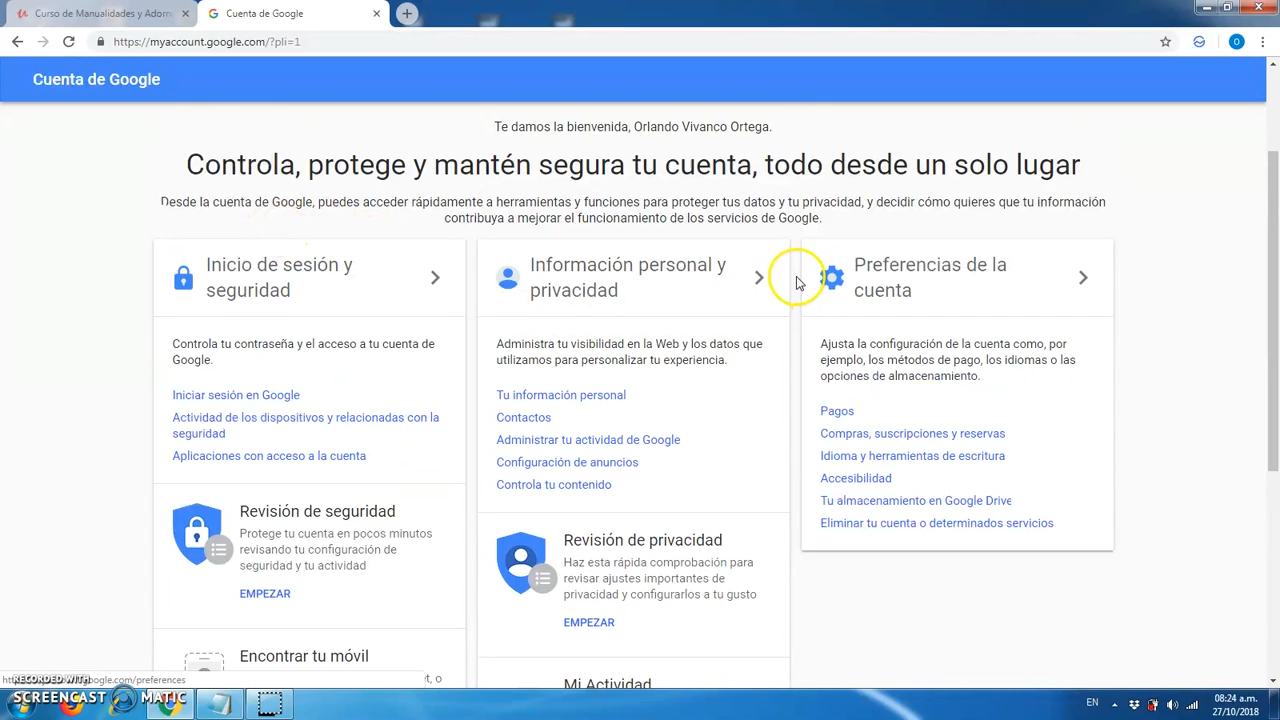 Curso de Manualidades y Adorn
Cuenta de Google
https://myaccount.google.com/?pli=1
O
Cuenta de Google
Te damos la bienvenida, Orlando Vivanco Ortega.
Controla, protege y mantén segura tu cuenta, todo desde un solo lugar
Desde la cuenta de Google, puedes acceder rápidamente a herramientas y funciones para proteger tus datos y tu privacidad, y decidir cómo quieres que tu información
contribuya a mejorar el funcionamiento de los servicios de Google.
Inicio de sesión y
seguridad
Controla tu contraseña y el acceso a tu cuenta de
Google.
Iniciar sesión en Google
Actividad de los dispositivos y relacionadas con la
seguridad
Aplicaciones con acceso a la cuenta
Revisión de seguridad
Protege tu cuenta en pocos minutos
revisando tu configuración de
seguridad y tu actividad
EMPEZAR
Encontrar tu móvil
et, o
Información personal y
privacidad
Administra tu visibilidad en la Web y los datos que
utilizamos para personalizar tu experiencia.
Tu información personal
Contactos
Administrar tu actividad de Google
Configuración de anuncios
Controla tu contenido
Revisión de privacidad
Haz esta rápida comprobación para
revisar ajustes importantes de
privacidad y configurarlos a tu gusto
EMPEZAR
Mi Actividad
Preferencias de la
cuenta
Ajusta la configuración de la cuenta como, por
ejemplo, los métodos de pago, los idiomas o las
opciones de almacenamiento.
Pagos
Compras, suscripciones y reservas
Idioma y herramientas de escritura
Accesibilidad
Tu almacenamiento en Google Drive
Eliminar tu cuenta o determinados servicios
google.com/preferences
RECORDED WITH
SCREENCAST MATIC
EN
08:24 a.m.
27/10/2018